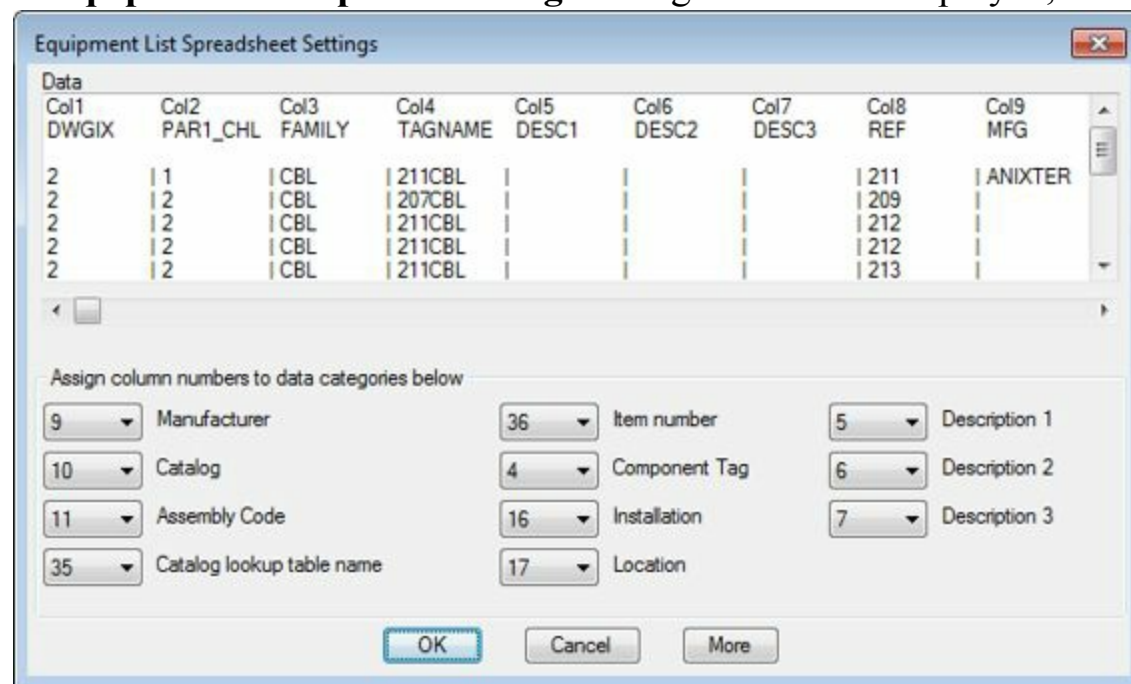 Equipment List Spreadsheet Settings
Data
Col1 Col2 Col3 Col4 Col5 Col6 Col7 Col8 Col9
DWGIX PAR1_CHL FAMILY TAGNAME DESC1 DESC2 DESC3 REF MFG
2 | 1 | CBL | 211CBL | | | | 211 | ANIXTER
2 | 2 | CBL | 207CBL | | | | 209 |
2 | 2 | CBL | 211CBL | | | | 212 |
2 | 2 | CBL | 211CBL | | | | 212 |
2 | 2 | CBL | 211CBL | | | | 213 |
Assign column numbers to data categories below
9 Manufacturer 36 Item number 5 Description 1
10 Catalog 4 Component Tag 6 Description 2
11 Assembly Code 16 Installation 7 Description 3
35 Catalog lookup table name 17 Location
OK Cancel More